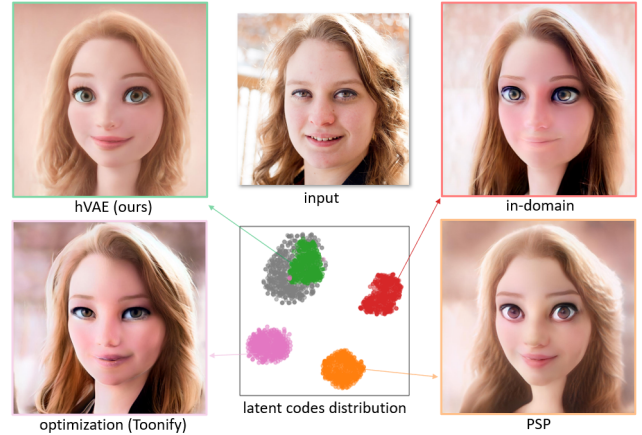 hVAE (ours)
input
in-domain
optimization (Toonify)
latent codes distribution
PSP